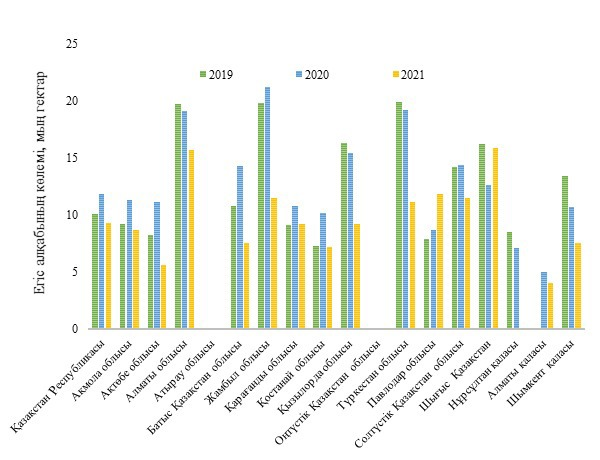 Егіс алқабының көлемі, мың гектар
25
20
15
10
5
0
2019
2020
2021
Қазақстан Республикасы
Ақмола облысы
Ақтөбе облысы
Алматы облысы
Атырау облысы
Батыс Қазақстан облысы
Жамбыл облысы
Қарағанды облысы
Қостанай облысы
Қызылорда облысы
Оңтүстік Қазақстан облысы
Түркестан облысы
Павлодар облысы
Солтүстік Қазақстан облысы
Шығыс Қазақстан
Нұрсұлтан қаласы
Алматы қаласы
Шымкент қаласы